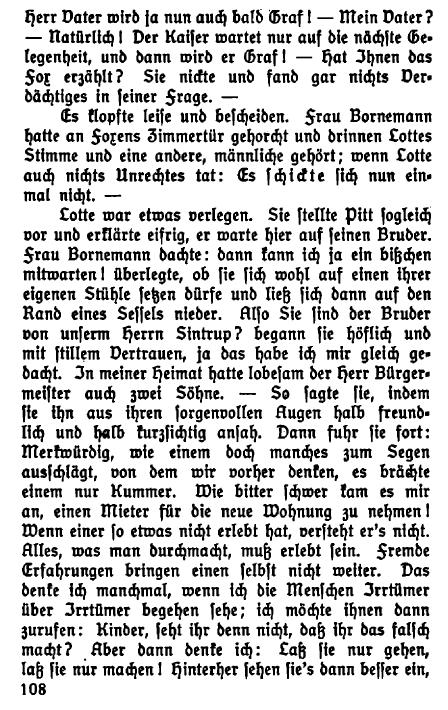 Herr Vater wird ja nun auch bald Graf! — Mein Vater?
— Natürlich! Der Kaiser wartet nur auf die nächste Ge-
legenheit, und dann wird er Graf! — Hat Ihnen das
Fox erzählt? Sie nickte und fand gar nichts Ver-
dächtiges in seiner Frage. —
Es klopfte leise und bescheiden. Frau Bornemann
hatte an Foxens Zimmertür gehorcht und drinnen Lottes
Stimme und eine andere, männliche gehört; wenn Lotte
auch nichts Unrechtes tat: Es schickte sich nun ein-
mal nicht. —
Lotte war etwas verlegen. Sie stellte Pitt sogleich
vor und erklärte eifrig, er warte hier auf seinen Bruder.
Frau Bornemann dachte: dann kann ich ja ein bißchen
mitwarten! überlegte, ob sie sich wohl auf einen ihrer
eigenen Stühle setzen dürfe und ließ sich dann auf den
Rand eines Sessels nieder. Also Sie sind der Bruder
von unserm Herrn Sintrup? begann sie höflich und
mit stillem Vertrauen, ja das habe ich mir gleich ge-
dacht. In meiner Heimat hatte lobesam der Herr Bürger-
meister auch zwei Söhne. — So sagte sie, indem
sie ihn aus ihren sorgenvollen Augen halb freund-
lich und halb kurzsichtig ansah. Dann fuhr sie fort:
Merkwürdig, wie einem doch manches zum Segen
ausschlägt, von dem wir vorher denken, es brächte
einem nur Kummer. Wie bitter schwer kam es mir
an, einen Mieter für die neue Wohnung zu nehmen!
Wenn einer so etwas nicht erlebt hat, versteht er's nicht.
Alles, was man durchmacht, muß erlebt sein. Fremde
Erfahrungen bringen einen selbst nicht weiter. Das
denke ich manchmal, wenn ich die Menschen Irrtümer
über Irrtümer begehen sehe; ich möchte ihnen dann
zurufen: Kinder, seht ihr denn nicht, daß ihr das falsch
macht? Aber dann denke ich: Laß sie nur gehen,
laß sie nur machen! Hinterher sehen sie's dann besser ein,
108